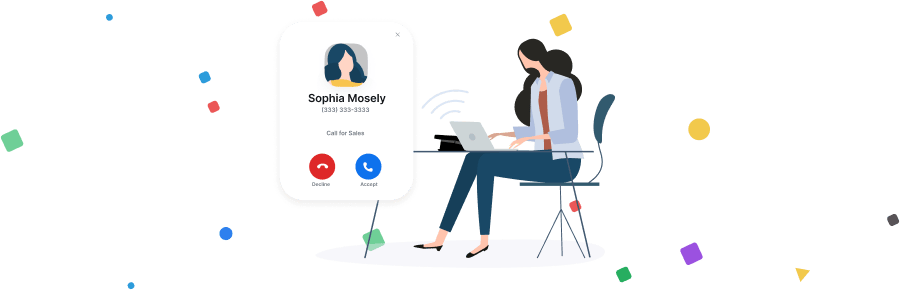 Sophia Mosely
(333) 333-3333
Call for Sales
Decline
Accept